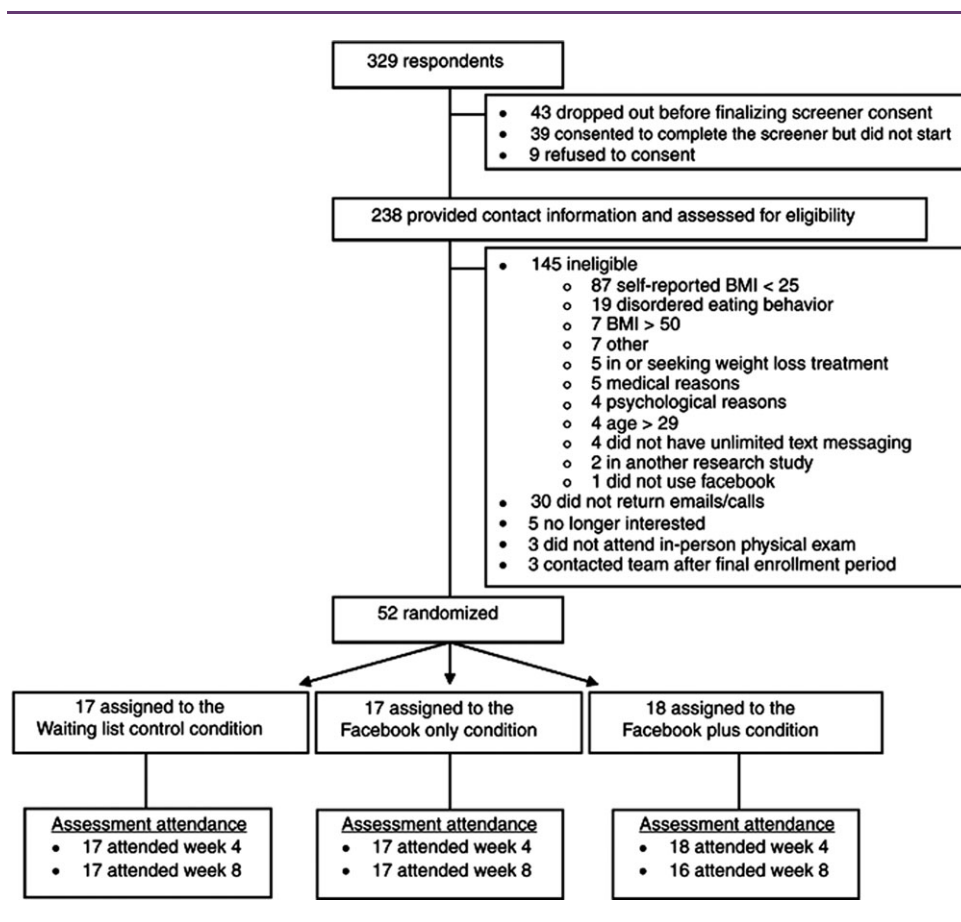 329 respondents
• 43 dropped out before finalizing screener consent
• 39 consented to complete the screener but did not start
• 9 refused to consent
238 provided contact information and assessed for eligibility
• 145 ineligible
o 87 self-reported BMI < 25
o 19 disordered eating behavior
o 7 BMI > 50
o 7 other
o 5 in or seeking weight loss treatment
o 5 medical reasons
o 4 psychological reasons
o 4 age > 29
o 4 did not have unlimited text messaging
o 2 in another research study
o 1 did not use facebook
• 30 did not return emails/calls
• 5 no longer interested
• 3 did not attend in-person physical exam
• 3 contacted team after final enrollment period
52 randomized
17 assigned to the
Waiting list control condition
17 assigned to the
Facebook only condition
18 assigned to the
Facebook plus condition
Assessment attendance
• 17 attended week 4
• 17 attended week 8
Assessment attendance
• 17 attended week 4
• 17 attended week 8
Assessment attendance
• 18 attended week 4
• 16 attended week 8